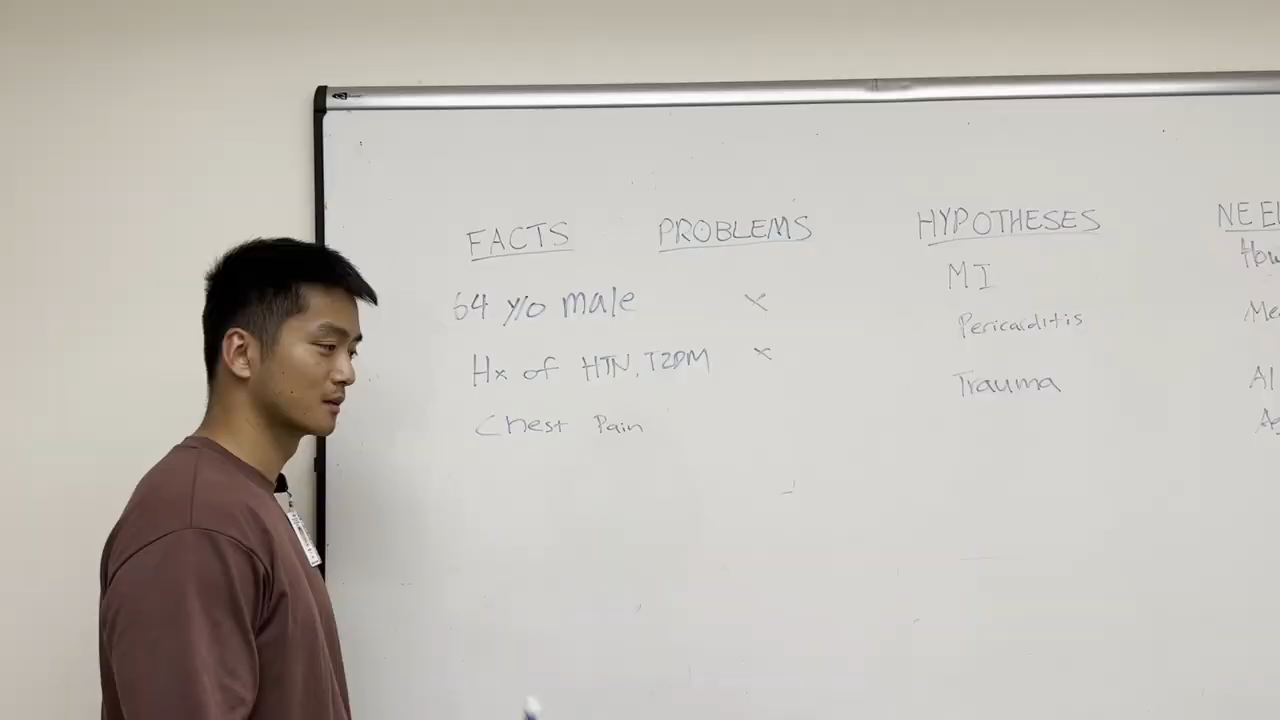 FACTS PROBLEMS HYPOTHESES
64 y/o male x
Hx of HTN, T2DM x
Chest Pain
MI
Pericarditis
Trauma